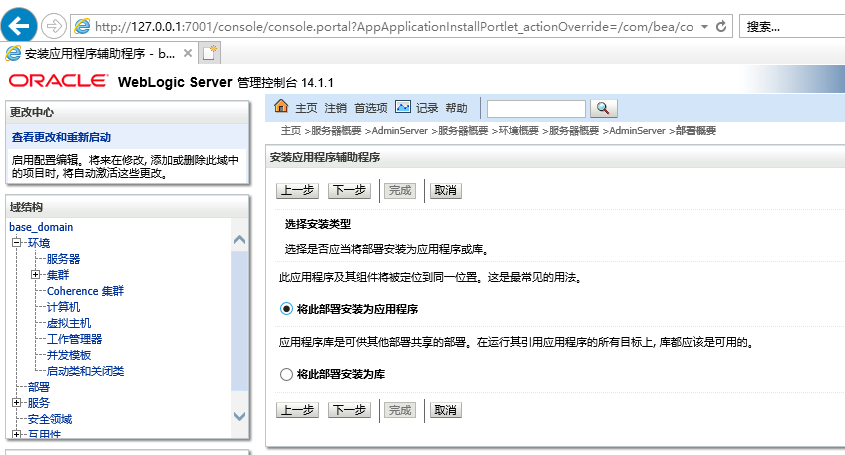 http://127.0.0.1:7001/console/console.portal?AppApplicationInstallPortlet_actionOverride=/com/bea/co
搜索...
安装应用程序辅助程序 - b...
ORACLE WebLogic Server 管理控制台 14.1.1
更改中心
查看更改和重新启动
启用配置编辑。将来在修改, 添加或删除此域中
的项目时, 将自动激活这些更改。
域结构
base_domain
环境
服务器
集群
Coherence 集群
计算机
虚拟主机
工作管理器
并发模板
启动类和关闭类
部署
服务
安全领域
互用性
主页 注销 首选项 记录 帮助
主页 >服务器概要 >AdminServer >服务器概要 >环境概要 >服务器概要 >AdminServer >部署概要
安装应用程序辅助程序
上一步 下一步 完成 取消
选择安装类型
选择是否应当将部署安装为应用程序或库。
此应用程序及其组件将被定位到同一位置。这是最常见的用法。
将此部署安装为应用程序
应用程序库是可供其他部署共享的部署。在运行其引用应用程序的所有目标上, 库都应该是可用的。
将此部署安装为库
上一步 下一步 完成 取消